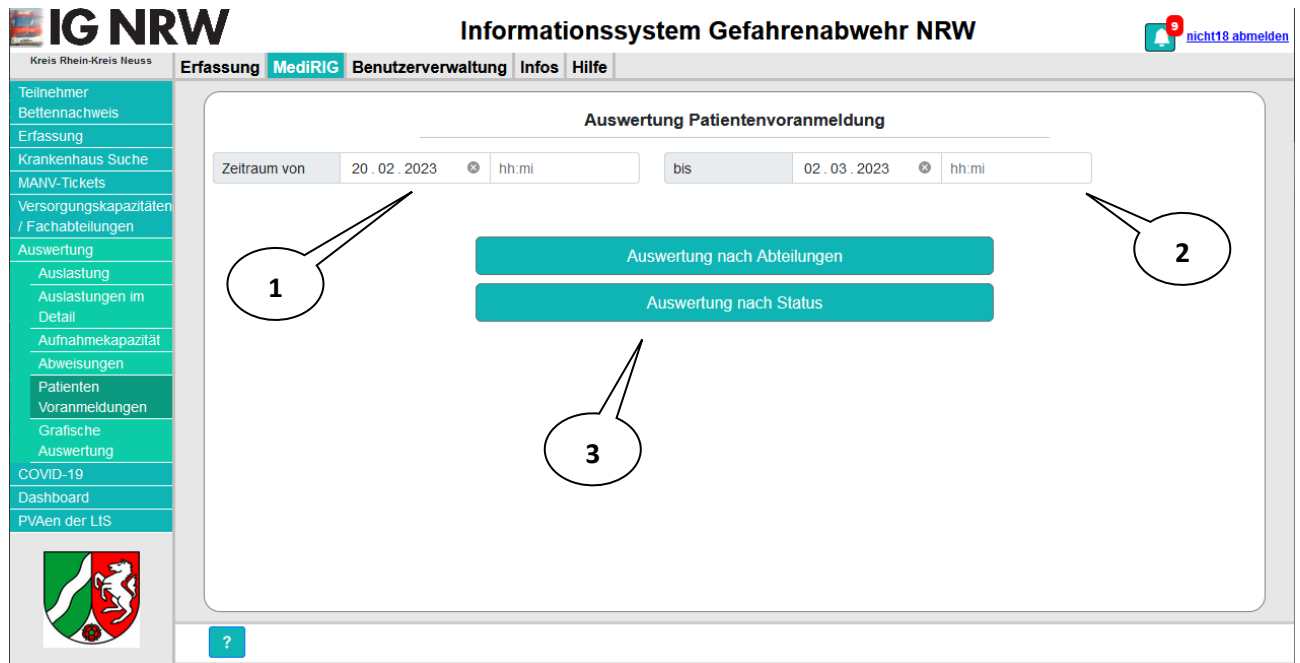 IG NRW
Kreis Rhein-Kreis Neuss
Informationssystem Gefahrenabwehr NRW
9
nicht18 abmelden
Erfassung MediRIG Benutzerverwaltung Infos Hilfe
Teilnehmer
Bettennachweis
Erfassung
Krankenhaus Suche
MANV-Tickets
Versorgungskapazitäten
/ Fachabteilungen
Auswertung
Auslastung
Auslastungen im
Detail
Aufnahmekapazität
Abweisungen
Patienten
Voranmeldungen
Grafische
Auswertung
COVID-19
Dashboard
PVAen der LtS
Auswertung Patientenvoranmeldung
Zeitraum von 20.02.2023 hh:mi bis 02.03.2023 hh:mi
1
2
Auswertung nach Abteilungen
Auswertung nach Status
3
?